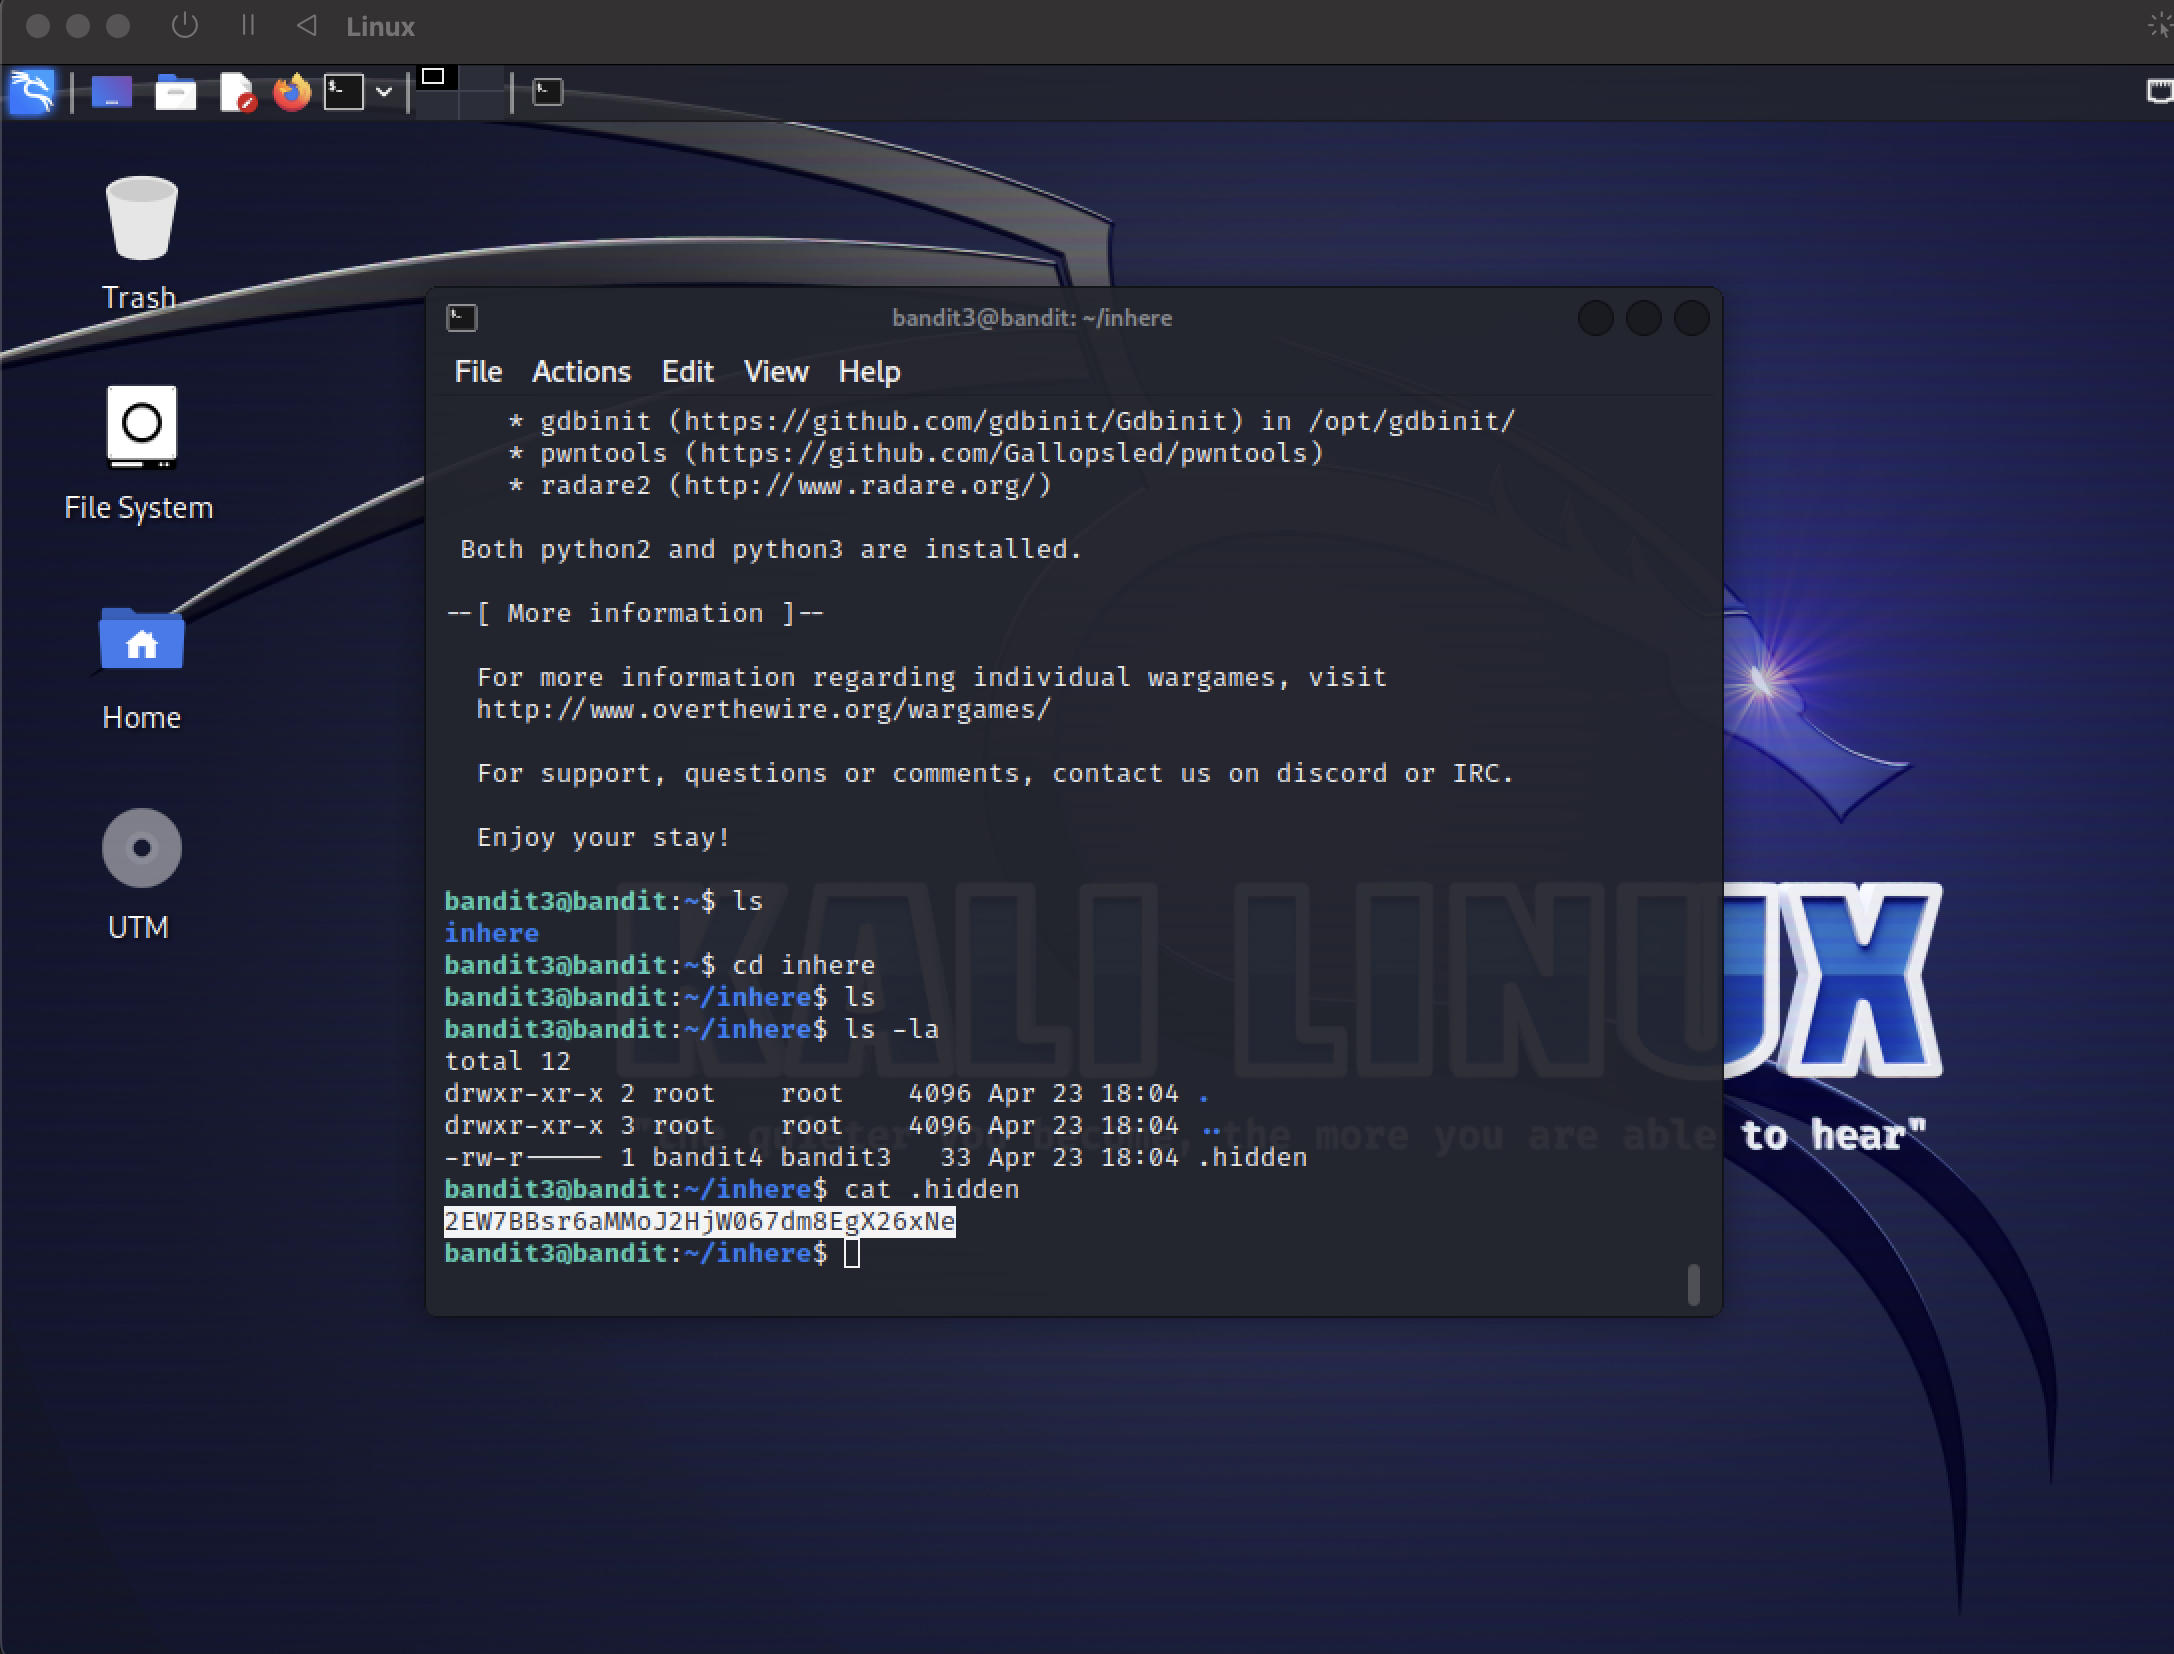 Linux
Trash
File System
Home
UTM
bandit3@bandit: ~/inhere
File Actions Edit View Help
* gdbinit (https://github.com/gdbinit/Gdbinit) in /opt/gdbinit/
* pwntools (https://github.com/Gallopsled/pwntools)
* radare2 (http://www.radare.org/)
Both python2 and python3 are installed.
--[ More information ]--
For more information regarding individual wargames, visit
http://www.overthewire.org/wargames/
For support, questions or comments, contact us on discord or IRC.
Enjoy your stay!
bandit3@bandit:~$ ls
inhere
bandit3@bandit:~$ cd inhere
bandit3@bandit:~/inhere$ ls
bandit3@bandit:~/inhere$ ls -la
total 12
drwxr-xr-x 2 root    root    4096 Apr 23 18:04 .
drwxr-xr-x 3 root    root    4096 Apr 23 18:04 ..
-rw-r----- 1 bandit4 bandit3   33 Apr 23 18:04 .hidden
bandit3@bandit:~/inhere$ cat .hidden
2EW7BBsr6aMMoJ2HjW067dm8EgX26xNe
bandit3@bandit:~/inhere$
KALI LINUX
"the quieter you become, the more you are able to hear"